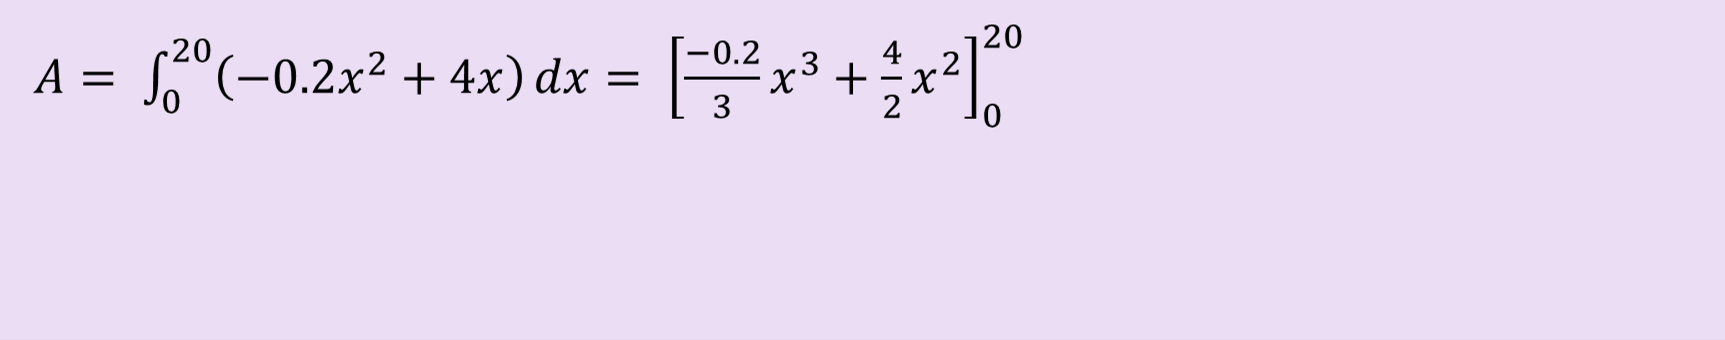 A = ∫₀²⁰(−0.2x² + 4x) dx = [−0.2/3 x³ + 4/2 x²]₀²⁰